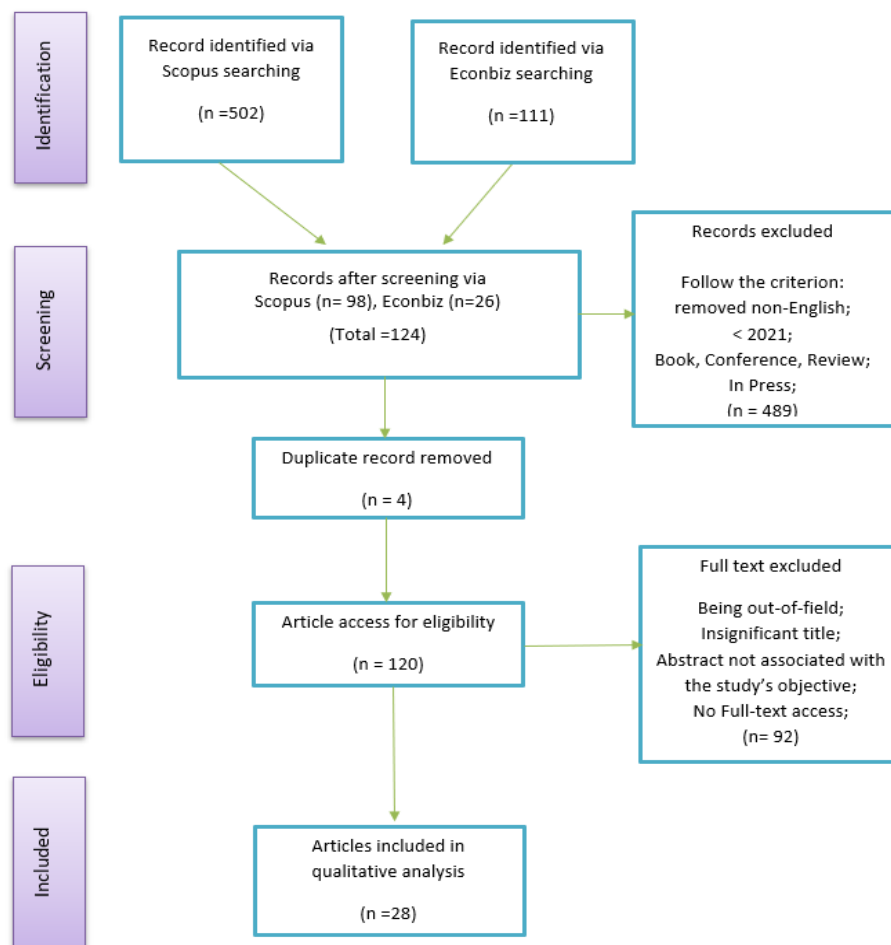 Identification
Record identified via
Scopus searching
(n =502)
Record identified via
Econbiz searching
(n =111)
Screening
Records after screening via
Scopus (n= 98), Econbiz (n=26)
(Total =124)
Records excluded
Follow the criterion:
removed non-English;
< 2021;
Book, Conference, Review;
In Press;
(n = 489)
Duplicate record removed
(n = 4)
Eligibility
Article access for eligibility
(n = 120)
Full text excluded
Being out-of-field;
Insignificant title;
Abstract not associated with
the study’s objective;
No Full-text access;
(n= 92)
Included
Articles included in
qualitative analysis
(n =28)